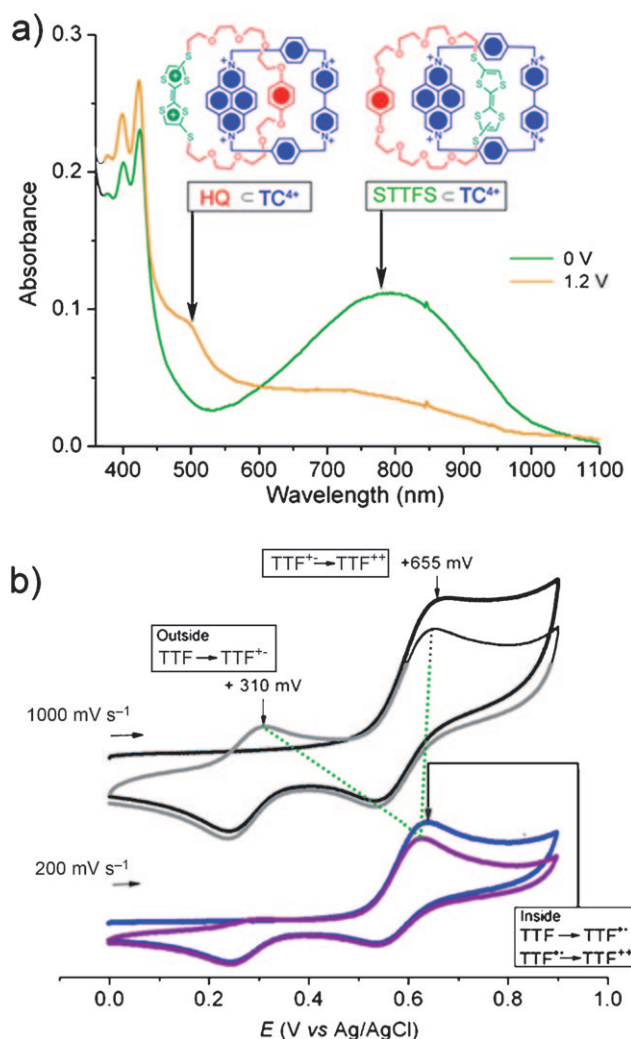 a)
0.3
0.2
0.1
0.0
Absorbance
HQ ⊂ TC4+
STTFS ⊂ TC4+
0 V
1.2 V
400 500 600 700 800 900 1000 1100
Wavelength (nm)
S S S S S S
O O O O O O O O
O O O O O O O O
N+ N+ N+ N+
N+ N+ N+ N+
b)
TTF+- → TTF++
+655 mV
Outside
TTF → TTF+-
+ 310 mV
1000 mV s−1
200 mV s−1
Inside
TTF → TTF+•
TTF+• → TTF++
0.0 0.2 0.4 0.6 0.8 1.0
E (V vs Ag/AgCl)